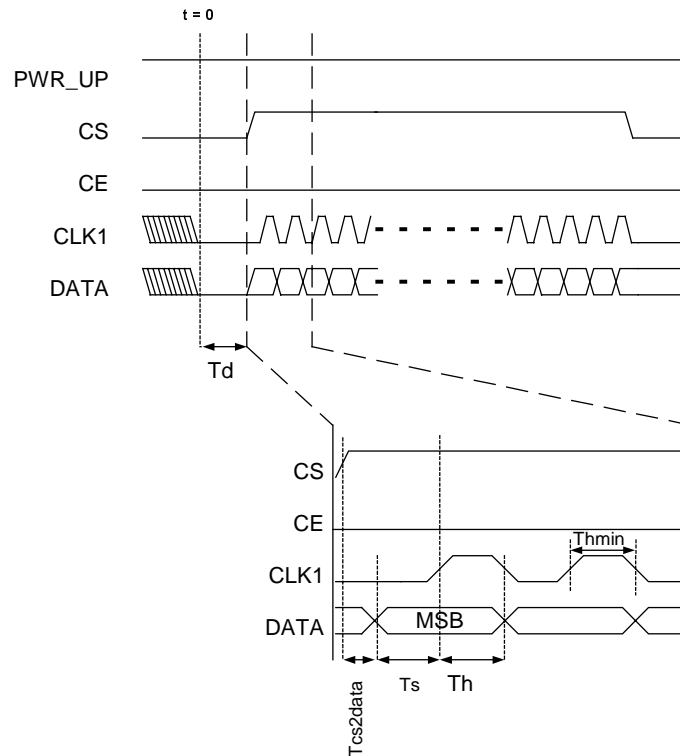 t = 0
PWR_UP
CS
CE
CLK1
DATA
Td
CS
CE
Thmin
CLK1
DATA
MSB
Tcs2data
Ts
Th